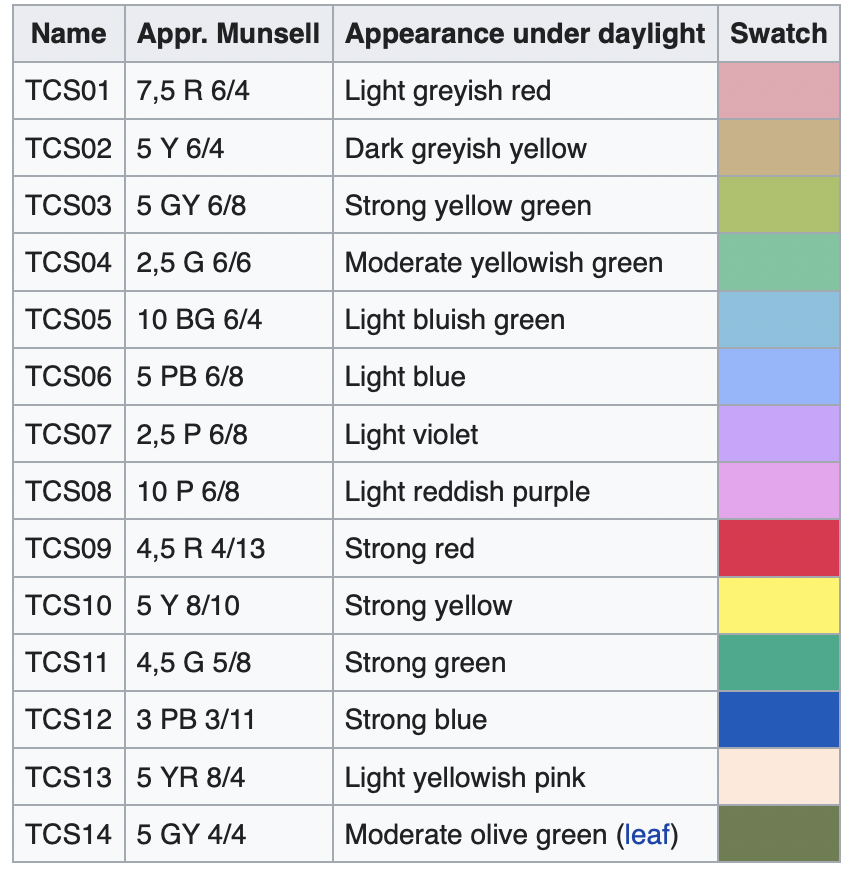 Name Appr. Munsell Appearance under daylight Swatch
TCS01 7,5 R 6/4 Light greyish red
TCS02 5 Y 6/4 Dark greyish yellow
TCS03 5 GY 6/8 Strong yellow green
TCS04 2,5 G 6/6 Moderate yellowish green
TCS05 10 BG 6/4 Light bluish green
TCS06 5 PB 6/8 Light blue
TCS07 2,5 P 6/8 Light violet
TCS08 10 P 6/8 Light reddish purple
TCS09 4,5 R 4/13 Strong red
TCS10 5 Y 8/10 Strong yellow
TCS11 4,5 G 5/8 Strong green
TCS12 3 PB 3/11 Strong blue
TCS13 5 YR 8/4 Light yellowish pink
TCS14 5 GY 4/4 Moderate olive green (leaf)